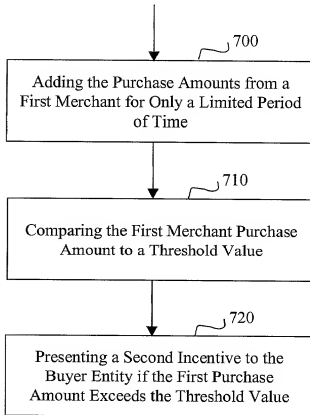 700
Adding the Purchase Amounts from a
First Merchant for Only a Limited Period
of Time
710
Comparing the First Merchant Purchase
Amount to a Threshold Value
720
Presenting a Second Incentive to the
Buyer Entity if the First Purchase
Amount Exceeds the Threshold Value